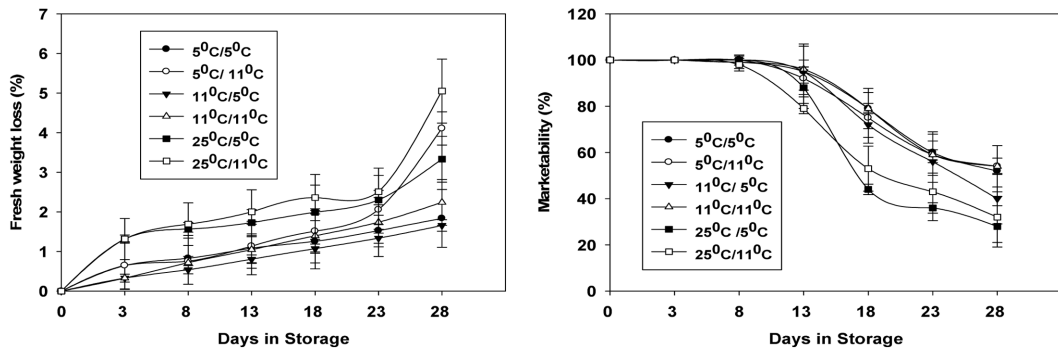 Fresh weight loss (%)
7
6
5
4
3
2
1
0
5⁰C/5⁰C
5⁰C/ 11⁰C
11⁰C/5⁰C
11⁰C/11⁰C
25⁰C/5⁰C
25⁰C/11⁰C
0 3 8 13 18 23 28
Days in Storage
Marketability (%)
120
100
80
60
40
20
0
5⁰C/5⁰C
5⁰C/11⁰C
11⁰C/ 5⁰C
11⁰C/11⁰C
25⁰C /5⁰C
25⁰C/11⁰C
0 3 8 13 18 23 28
Days in Storage